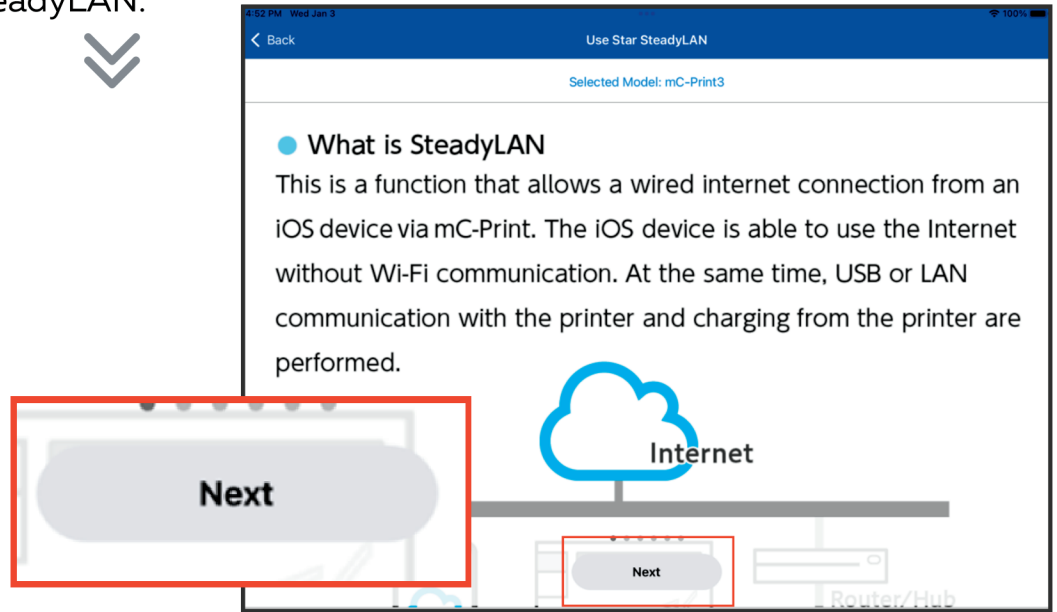 eadyLAN.
4:52 PM Wed Jan 3
100%
Back
Use Star SteadyLAN
Selected Model: mC-Print3
What is SteadyLAN
This is a function that allows a wired internet connection from an
iOS device via mC-Print. The iOS device is able to use the Internet
without Wi-Fi communication. At the same time, USB or LAN
communication with the printer and charging from the printer are
performed.
Internet
Next
Next
Router/Hub